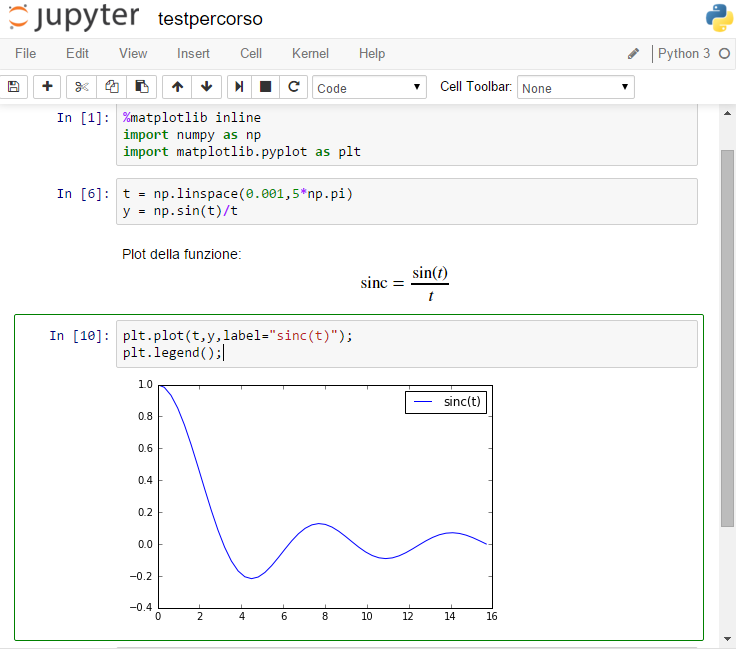 jupyter testpercorso
File Edit View Insert Cell Kernel Help Python 3
Code Cell Toolbar: None
In [1]: %matplotlib inline
import numpy as np
import matplotlib.pyplot as plt
In [6]: t = np.linspace(0.001,5*np.pi)
y = np.sin(t)/t
Plot della funzione:
sinc = sin(t)
t
In [10]: plt.plot(t,y,label="sinc(t)");
plt.legend();
sinc(t)
1.0
0.8
0.6
0.4
0.2
0.0
−0.2
−0.4
0 2 4 6 8 10 12 14 16